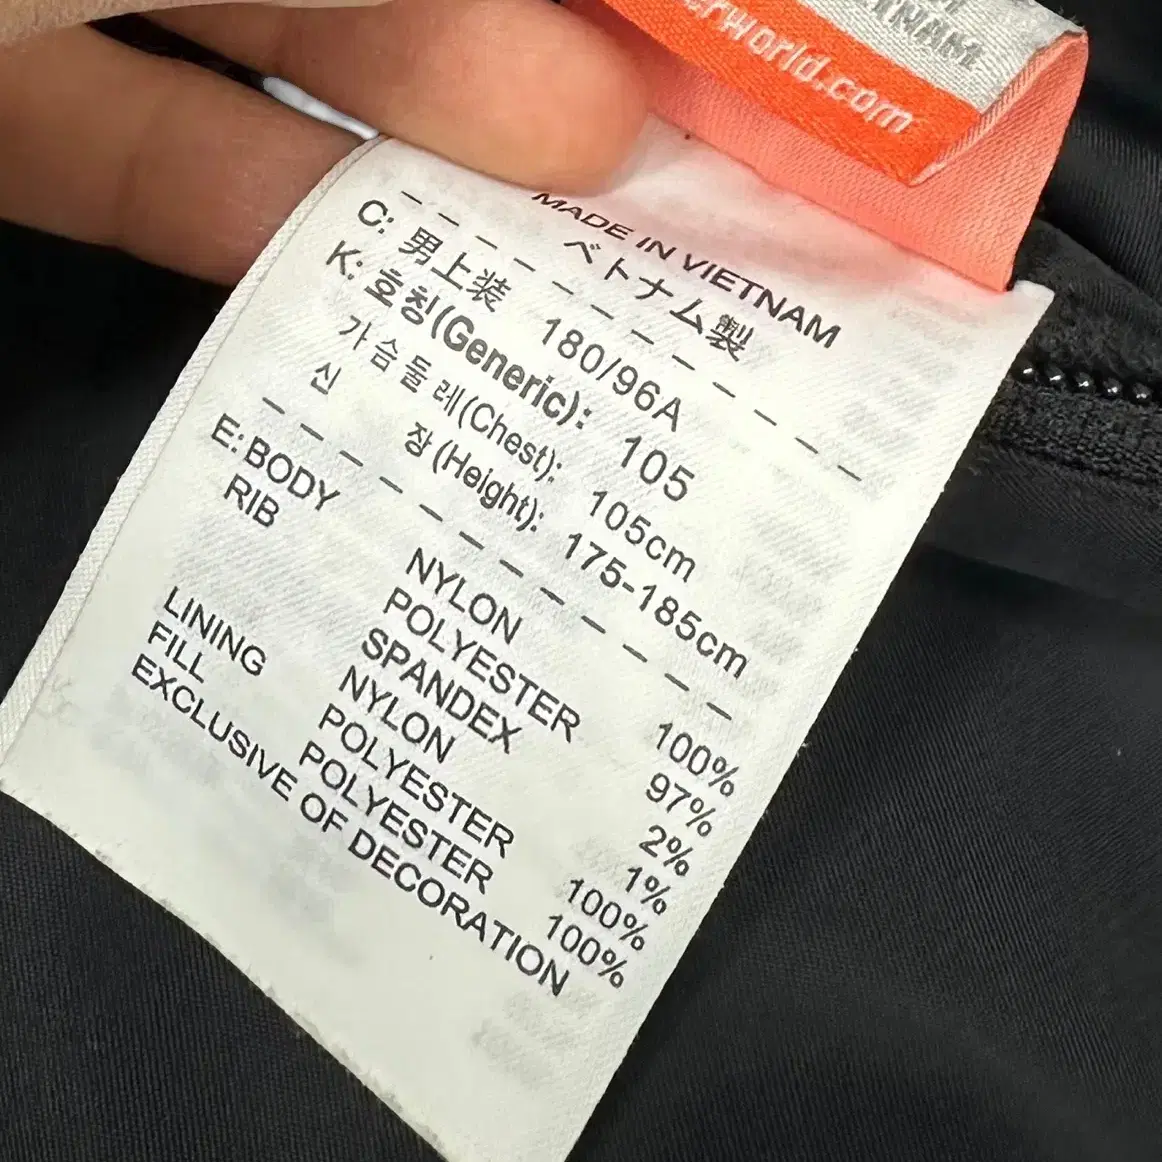 TNAM
erworld.com
MADE IN VIETNAM
ベトナム製
C: 男上装 180/96A
K: 호칭(Generic): 105
가슴둘레(Chest): 105cm
신 장(Height): 175-185cm
E: BODY NYLON 100%
RIB POLYESTER 97%
SPANDEX 2%
NYLON 1%
LINING POLYESTER 100%
FILL POLYESTER 100%
EXCLUSIVE OF DECORATION